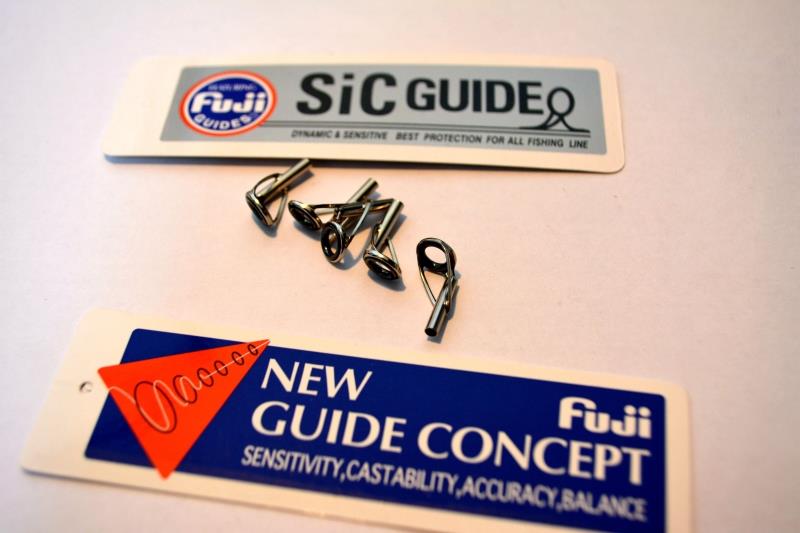 Fuji
GUIDES
SiC GUIDE
DYNAMIC & SENSITIVE BEST PROTECTION FOR ALL FISHING LINE
Fuji
NEW
GUIDE CONCEPT
SENSITIVITY,CASTABILITY,ACCURACY,BALANCE